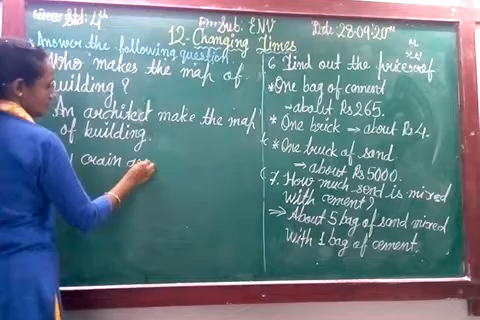 Std: 4th
Sub: ENV
Date 28-09-20
12-Changing Times
Answer the following question.
Who makes the map of
building?
An architect make the map
of building.
crain
6 Find out the prices of
*One bag of cement
→about Rs 265.
* One brick → about Rs 4.
* One truck of sand
→ about Rs 5000.
7. How much send is mixed
with cement?
⇒ About 5 bag of sand mixed
with 1 bag of cement.